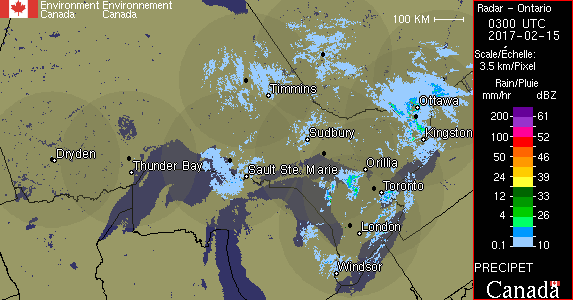 Environment Environnement
Canada Canada
100 KM
Radar - Ontario
0300 UTC
2017-02-15
Scale/Échelle:
3.5 km/Pixel
Rain/Pluie
mm/hr dBZ
200 61
100 52
50 46
24 39
12 33
4 26
0.1 10
PRECIPET
Canada
Timmins
Ottawa
Sudbury
Kingston
Dryden
Thunder Bay
Sault Ste. Marie
Orillia
Toronto
London
Windsor